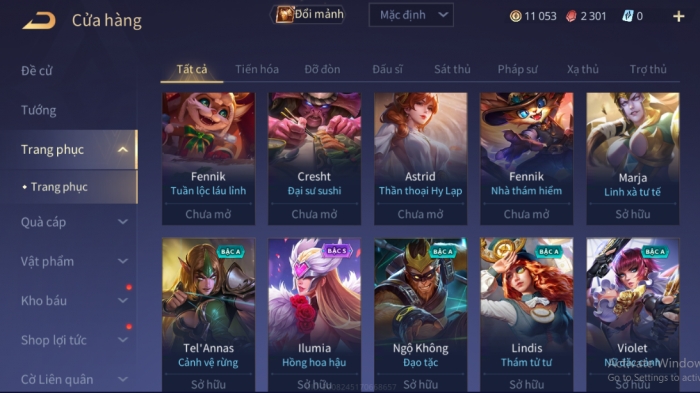 Cửa hàng
Đổi mảnh
Mặc định
11 053
2 301
0
Đề cử
Tướng
Trang phục
Trang phục
Quà cáp
Vật phẩm
Kho báu
Shop lợi tức
Cờ Liên quân
Tất cả
Tiến hóa
Đỡ đòn
Đấu sĩ
Sát thủ
Pháp sư
Xạ thủ
Trợ thủ
Fennik
Tuần lộc láu lỉnh
Chưa mở
Cresht
Đại sư sushi
Chưa mở
Astrid
Thần thoại Hy Lạp
Chưa mở
Fennik
Nhà thám hiểm
Chưa mở
Marja
Linh xà tư tế
Sở hữu
BẬC A
Tel'Annas
Cảnh vệ rừng
Sở hữu
BẬC S
Ilumia
Hồng hoa hậu
Sở hữu
BẬC A
Ngộ Không
Đạo tặc
Sở hữu
BẬC A
Lindis
Thám tử tư
Sở hữu
BẬC A
Violet
Nữ đặc cảnh
Sở hữu
Activate Window
Go to Settings to activ